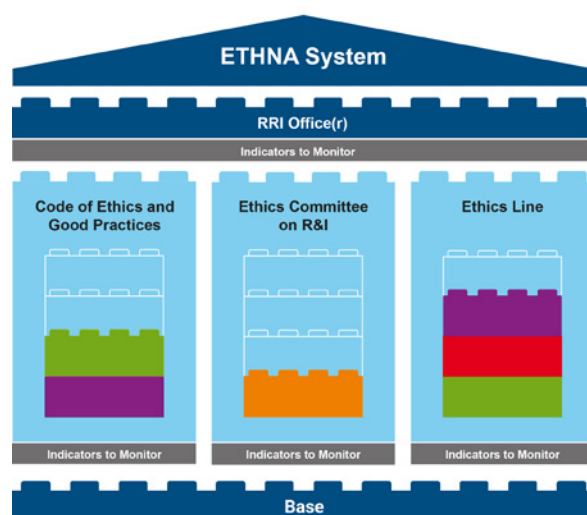 ETHNA System
RRI Office(r)
Indicators to Monitor
Code of Ethics and
Good Practices
Ethics Committee
on R&I
Ethics Line
Indicators to Monitor
Indicators to Monitor
Indicators to Monitor
Base